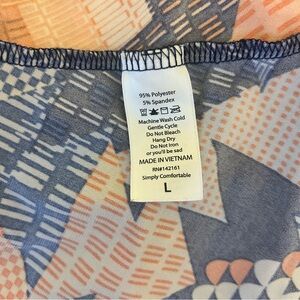 95% Polyester
5% Spandex
Machine Wash Cold
Gentle Cycle
Do Not Bleach
Hang Dry
Do Not Iron
or you'll be sad
MADE IN VIETNAM
RN#142161
Simply Comfortable
L